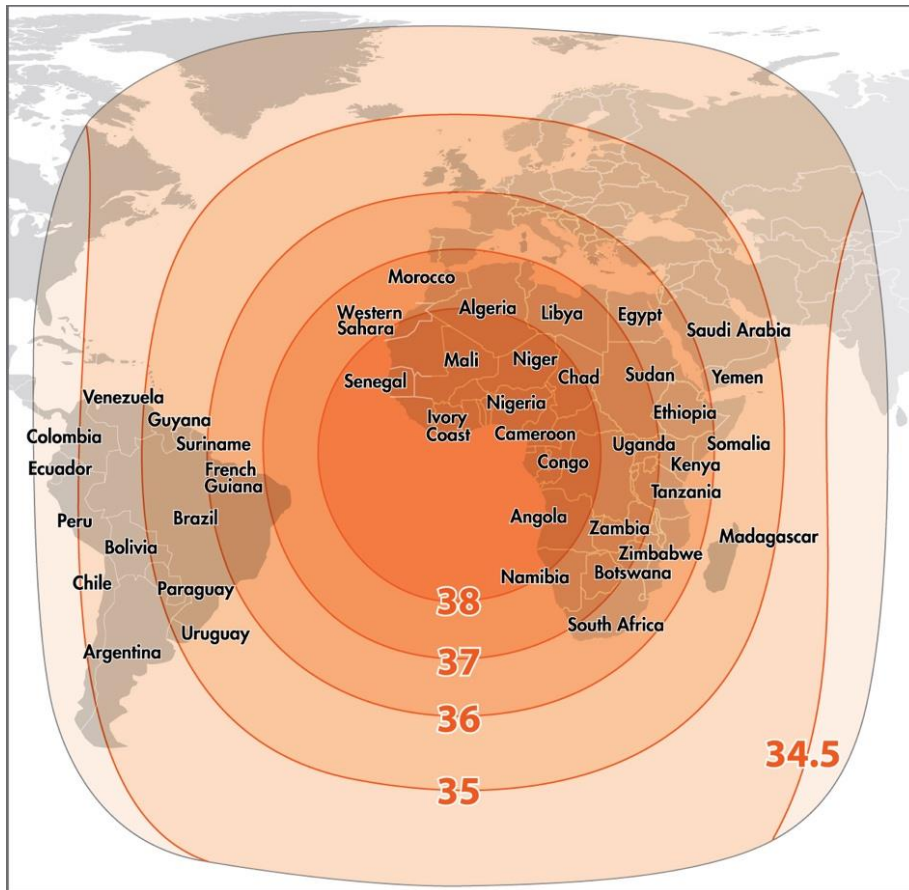 Morocco
Western
Sahara
Algeria
Libya
Egypt
Saudi Arabia
Mali
Niger
Chad
Sudan
Yemen
Senegal
Venezuela
Nigeria
Guyana
Ivory
Coast
Ethiopia
Colombia
Suriname
Cameroon
Uganda
Somalia
Ecuador
French
Guiana
Congo
Kenya
Tanzania
Peru
Brazil
Angola
Zambia
Madagascar
Bolivia
Zimbabwe
Chile
Paraguay
Namibia
Botswana
38
Uruguay
South Africa
Argentina
37
36
34.5
35